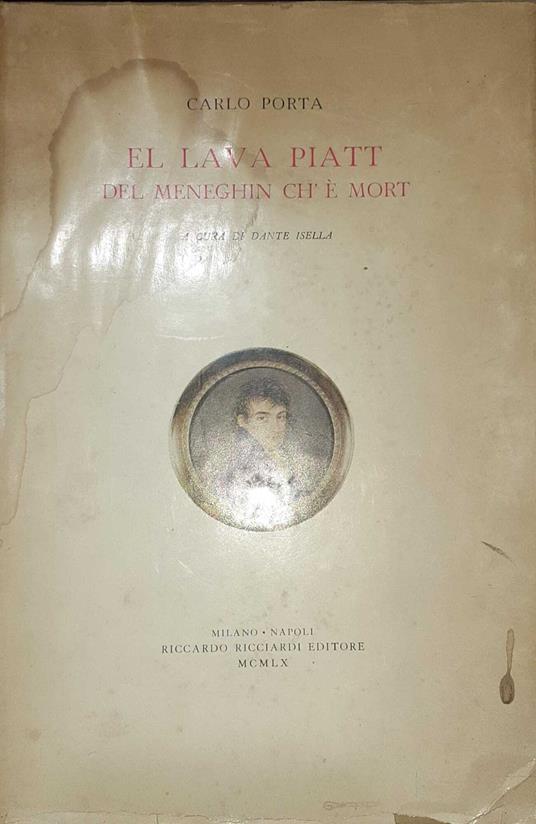 CARLO PORTA
EL LAVA PIATT
DEL MENEGHIN CH' È MORT
A CURA DI DANTE ISELLA
MILANO • NAPOLI
RICCARDO RICCIARDI EDITORE
MCMLX